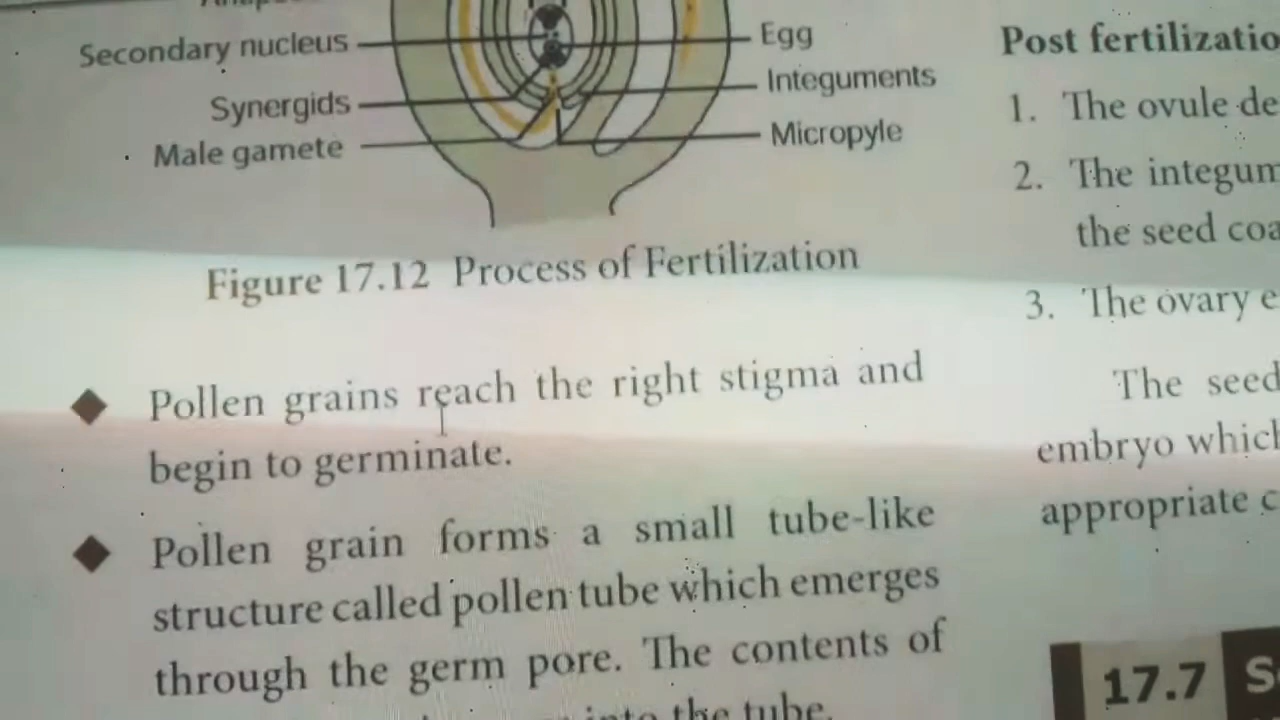 Secondary nucleus
Synergids
Male gamete
Egg
Integuments
Micropyle
Figure 17.12 Process of Fertilization
Pollen grains reach the right stigma and
begin to germinate.
Pollen grain forms a small tube-like
structure called pollen tube which emerges
through the germ pore. The contents of
into the tube.
Post fertilizatio
1. The ovule de
2. The integum
the seed coa
3. The ovary e
The seed
embryo which
appropriate c
17.7